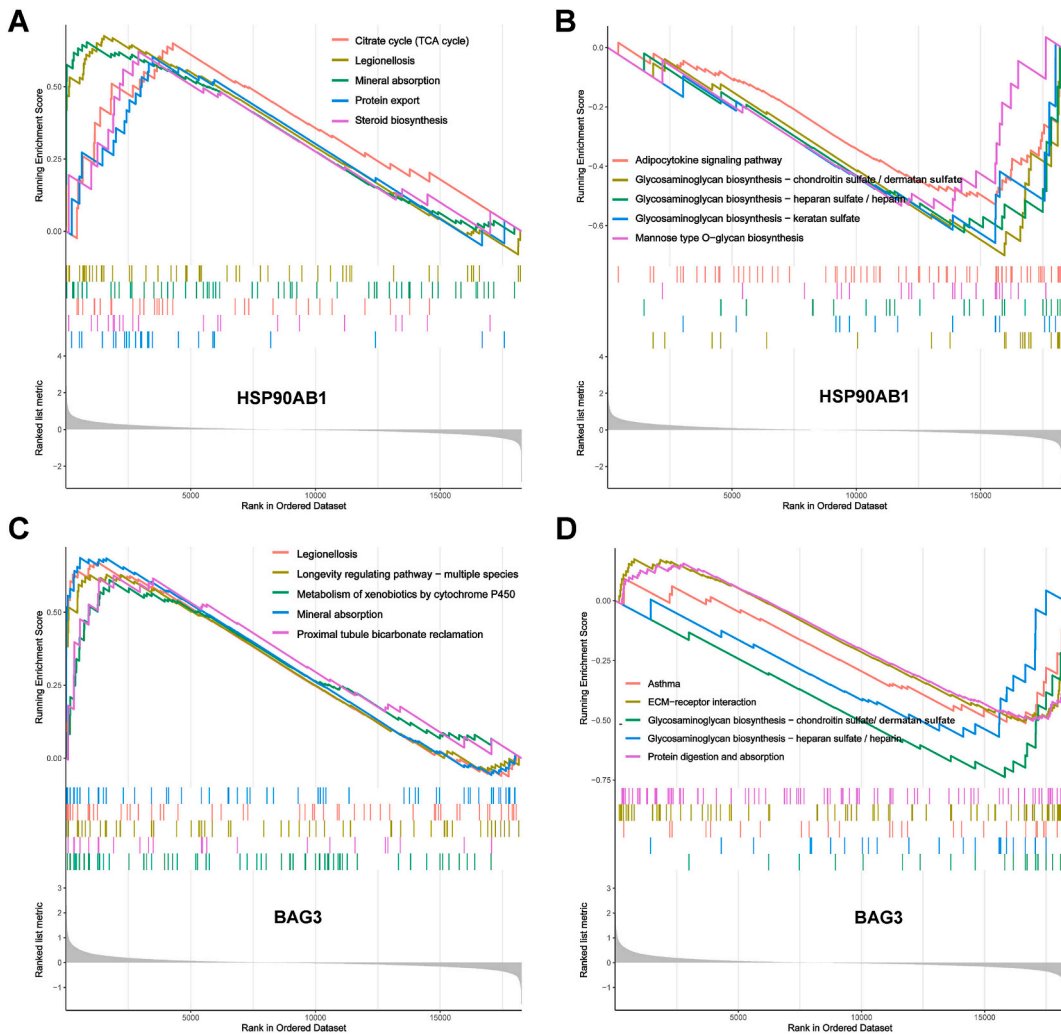 A
Running Enrichment Score
0.50
0.25
0.00
Citrate cycle (TCA cycle)
Legionellosis
Mineral absorption
Protein export
Steroid biosynthesis
Ranked list metric
4
2
0
−2
HSP90AB1
5000
10000
15000
Rank in Ordered Dataset
B
Running Enrichment Score
0.0
−0.2
−0.4
−0.6
Adipocytokine signaling pathway
Glycosaminoglycan biosynthesis − chondroitin sulfate / dermatan sulfate
Glycosaminoglycan biosynthesis − heparan sulfate / heparin
Glycosaminoglycan biosynthesis − keratan sulfate
Mannose type O−glycan biosynthesis
Ranked list metric
4
2
0
−2
HSP90AB1
5000
10000
15000
Rank in Ordered Dataset
C
Running Enrichment Score
0.50
0.25
0.00
Legionellosis
Longevity regulating pathway − multiple species
Metabolism of xenobiotics by cytochrome P450
Mineral absorption
Proximal tubule bicarbonate reclamation
Ranked list metric
3
2
1
0
−1
BAG3
5000
10000
15000
Rank in Ordered Dataset
D
Running Enrichment Score
0.00
−0.25
−0.50
−0.75
Asthma
ECM−receptor interaction
Glycosaminoglycan biosynthesis − chondroitin sulfate/ dermatan sulfate
Glycosaminoglycan biosynthesis − heparan sulfate / heparin
Protein digestion and absorption
Ranked list metric
3
2
1
0
−1
BAG3
5000
10000
15000
Rank in Ordered Dataset